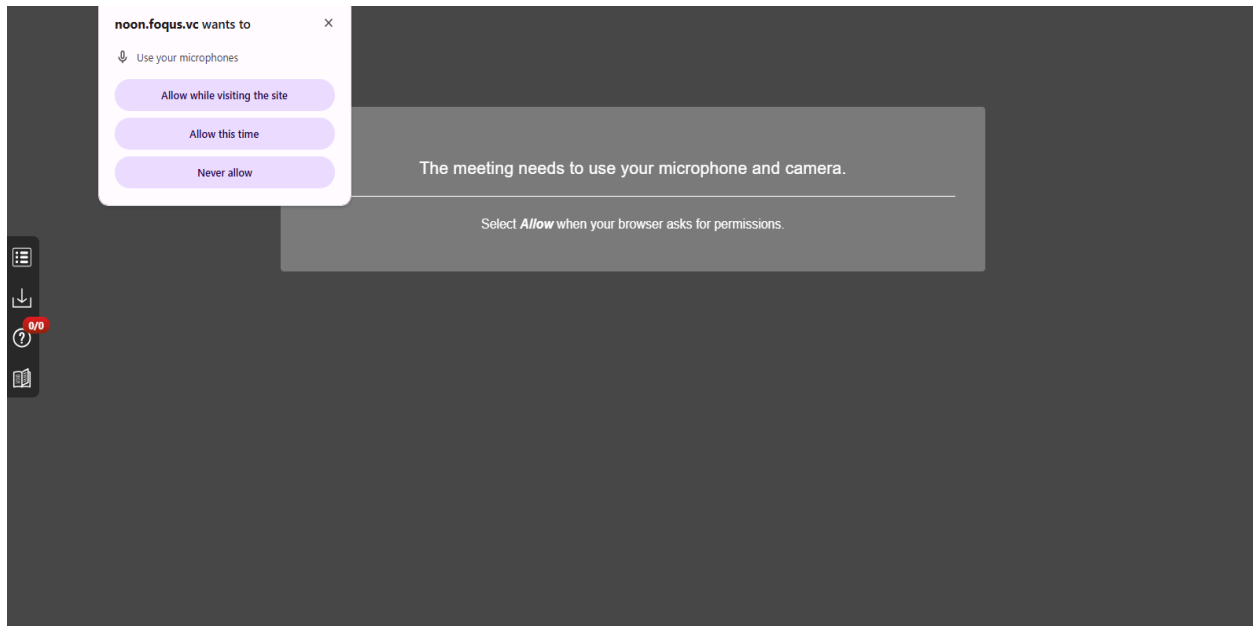 noon.foqus.vc wants to
Use your microphones
Allow while visiting the site
Allow this time
Never allow
The meeting needs to use your microphone and camera.
Select Allow when your browser asks for permissions.
0/0